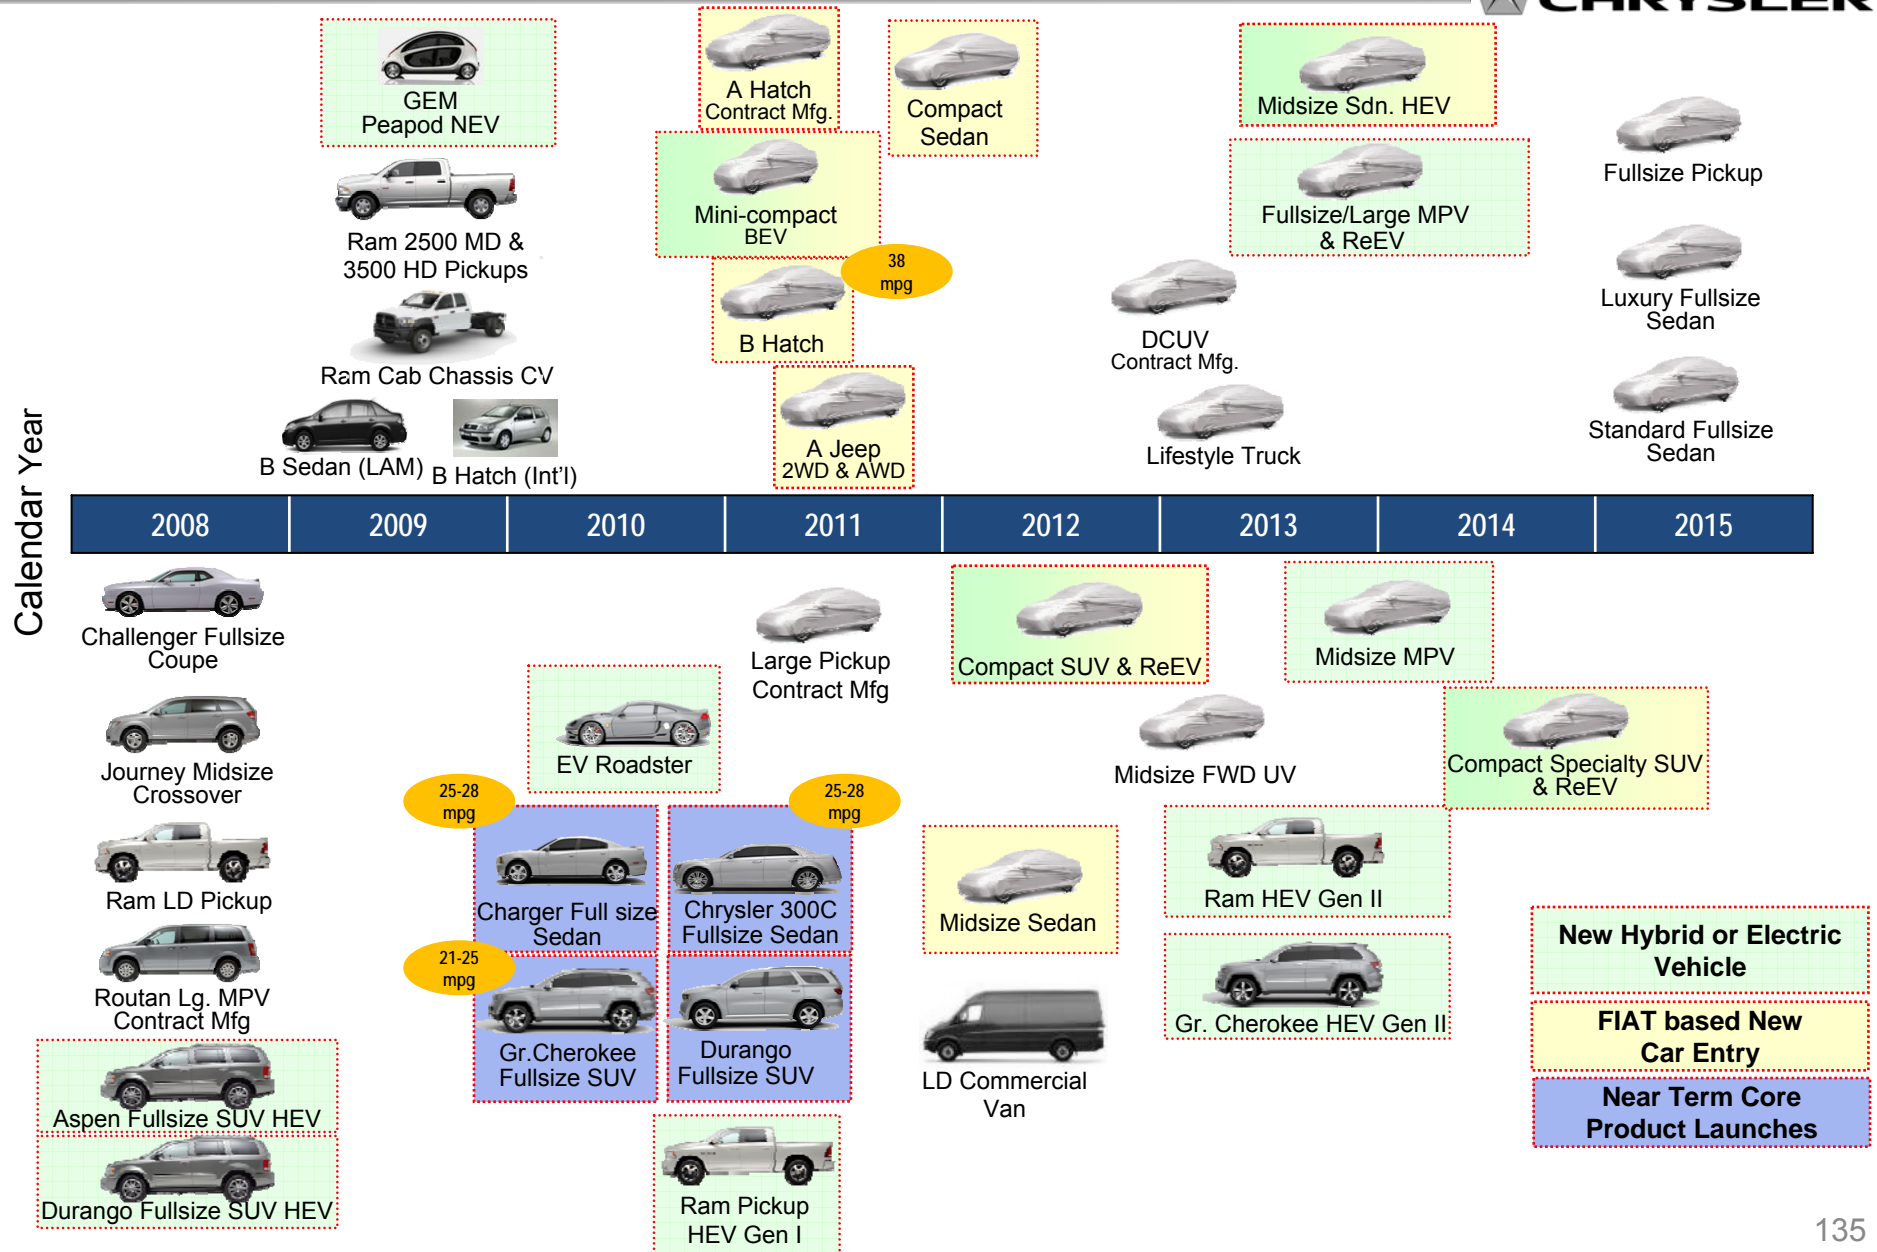 CHRYSLER
GEM
Peapod NEV
Ram 2500 MD &
3500 HD Pickups
Ram Cab Chassis CV
B Sedan (LAM)
B Hatch (Int'l)
A Hatch
Contract Mfg.
Compact
Sedan
Mini-compact
BEV
38
mpg
B Hatch
A Jeep
2WD & AWD
Midsize Sdn. HEV
Fullsize/Large MPV
& ReEV
DCUV
Contract Mfg.
Lifestyle Truck
Fullsize Pickup
Luxury Fullsize
Sedan
Standard Fullsize
Sedan
Calendar Year
2008
2009
2010
2011
2012
2013
2014
2015
Challenger Fullsize
Coupe
Journey Midsize
Crossover
Ram LD Pickup
Routan Lg. MPV
Contract Mfg
Aspen Fullsize SUV HEV
Durango Fullsize SUV HEV
EV Roadster
25-28
mpg
Charger Full size
Sedan
25-28
mpg
Chrysler 300C
Fullsize Sedan
21-25
mpg
Gr.Cherokee
Fullsize SUV
Durango
Fullsize SUV
Ram Pickup
HEV Gen I
Large Pickup
Contract Mfg
Compact SUV & ReEV
Midsize MPV
Midsize FWD UV
Compact Specialty SUV
& ReEV
Midsize Sedan
LD Commercial
Van
Ram HEV Gen II
Gr. Cherokee HEV Gen II
New Hybrid or Electric
Vehicle
FIAT based New
Car Entry
Near Term Core
Product Launches
135